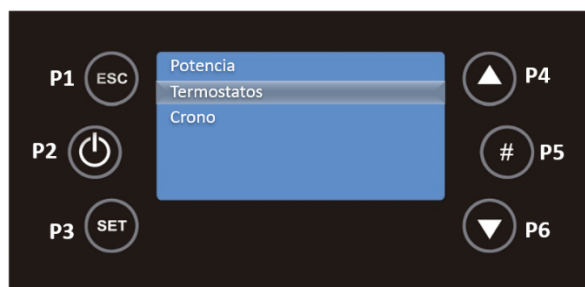 P1 ESC
Potencia
Termostatos
Crono
P4
P2
# P5
P3 SET
P6